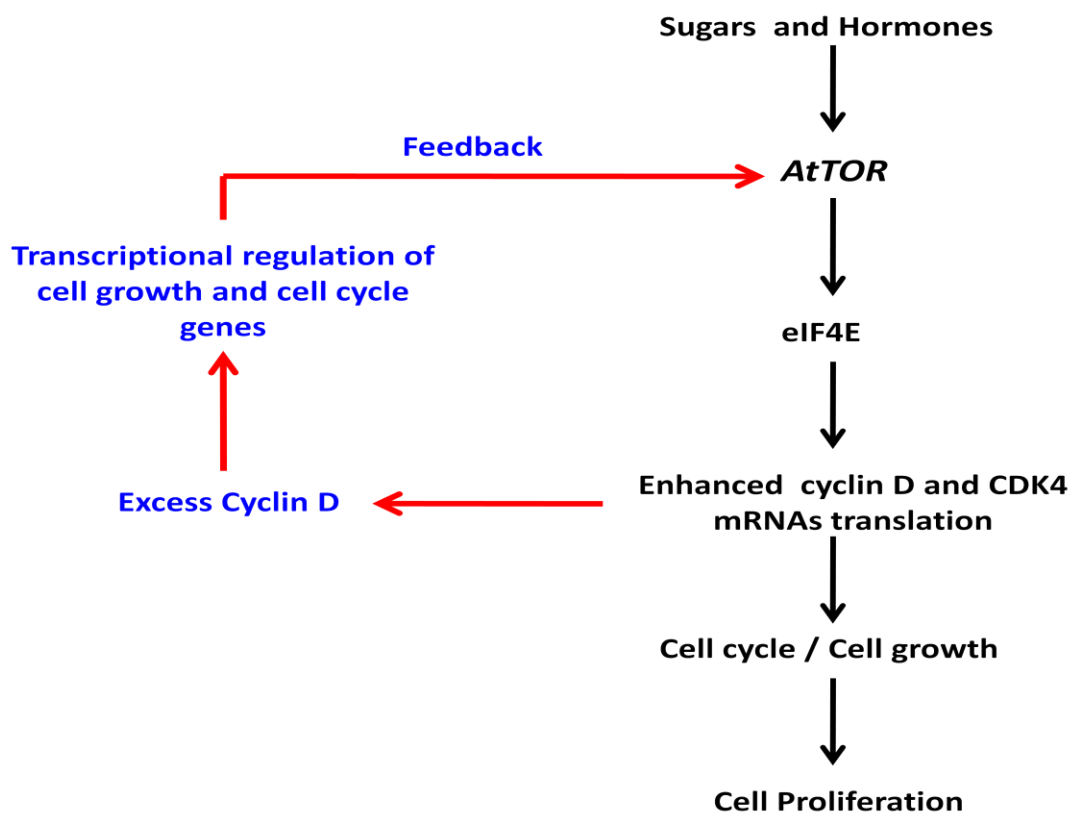 Sugars and Hormones
Feedback
AtTOR
Transcriptional regulation of
cell growth and cell cycle
genes
eIF4E
Excess Cyclin D
Enhanced cyclin D and CDK4
mRNAs translation
Cell cycle / Cell growth
Cell Proliferation